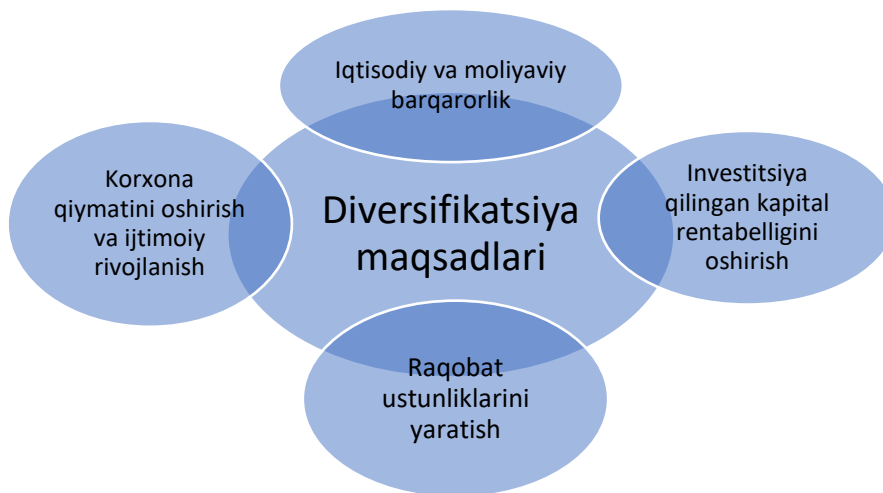 Iqtisodiy va moliyaviy
barqarorlik
Korxona
qiymatini oshirish
va ijtimoiy
rivojlanish
Diversifikatsiya
maqsadlari
Investitsiya
qilingan kapital
rentabelligini
oshirish
Raqobat
ustunliklarini
yaratish